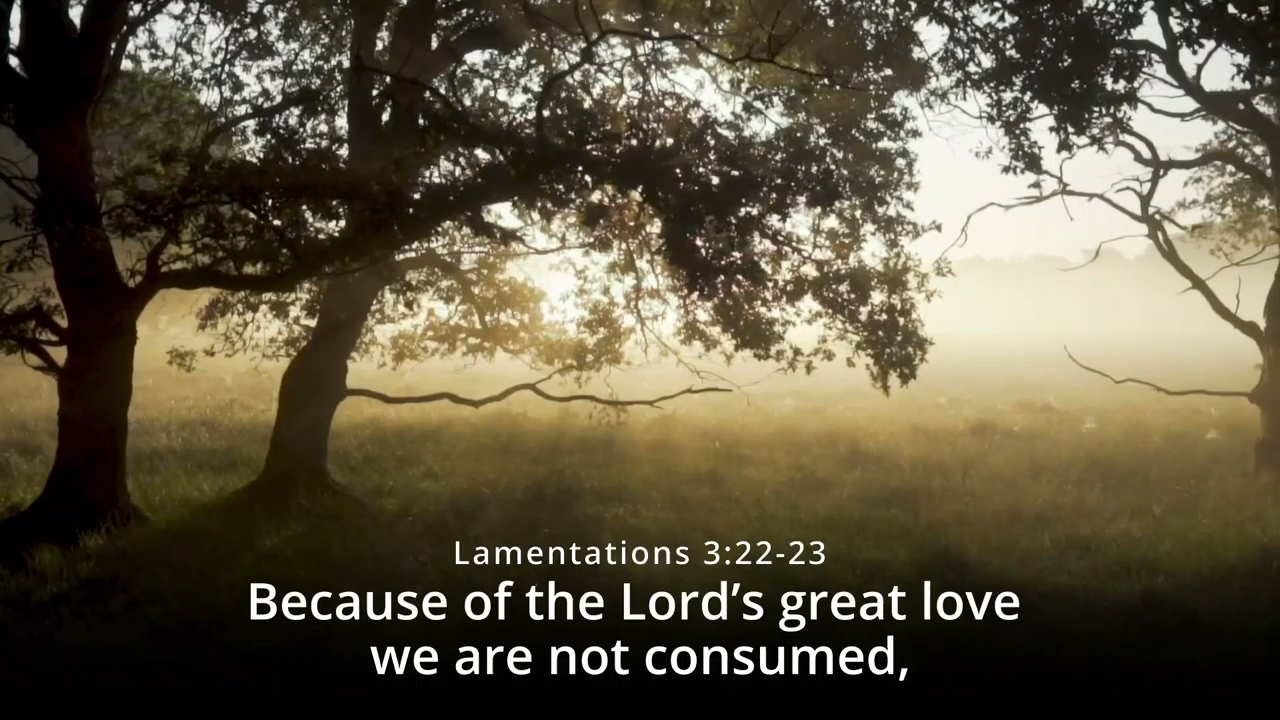 Lamentations 3:22-23
Because of the Lord’s great love
we are not consumed,